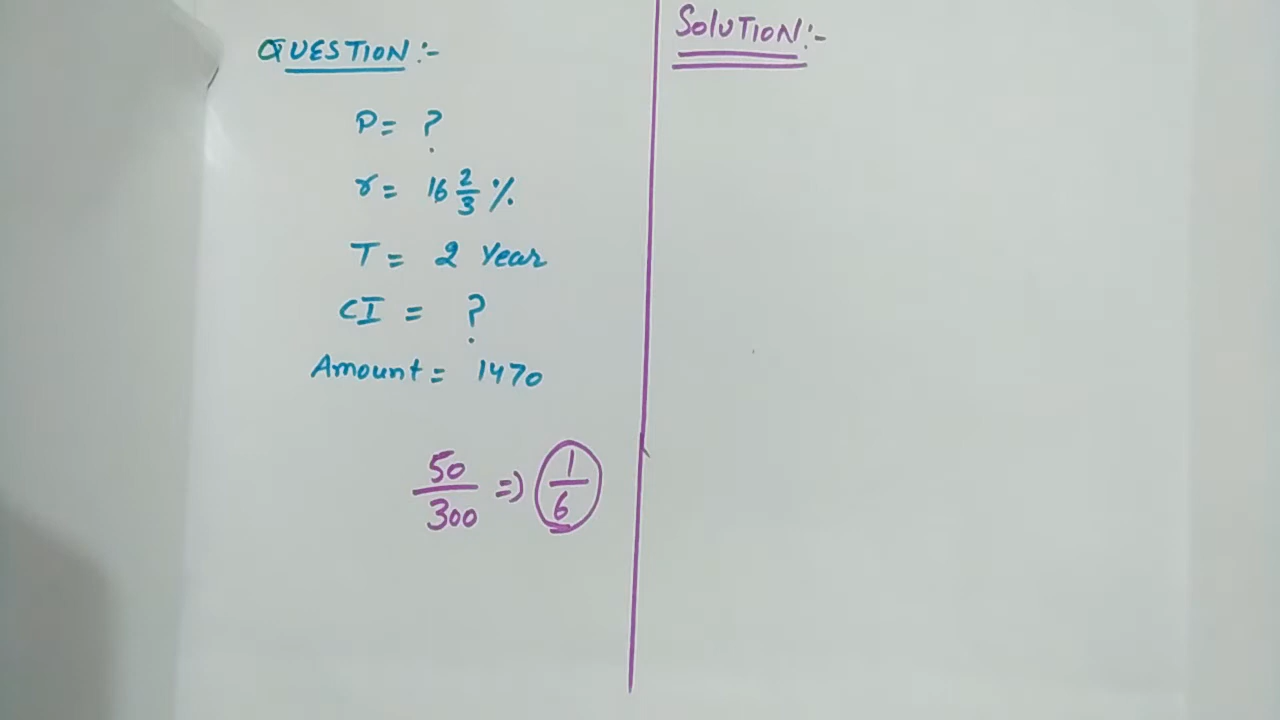 QUESTION :-
P = ?
r = 16 2/3 %
T = 2 Year
CI = ?
Amount = 1470
50/300 => 1/6
SOLUTION :-